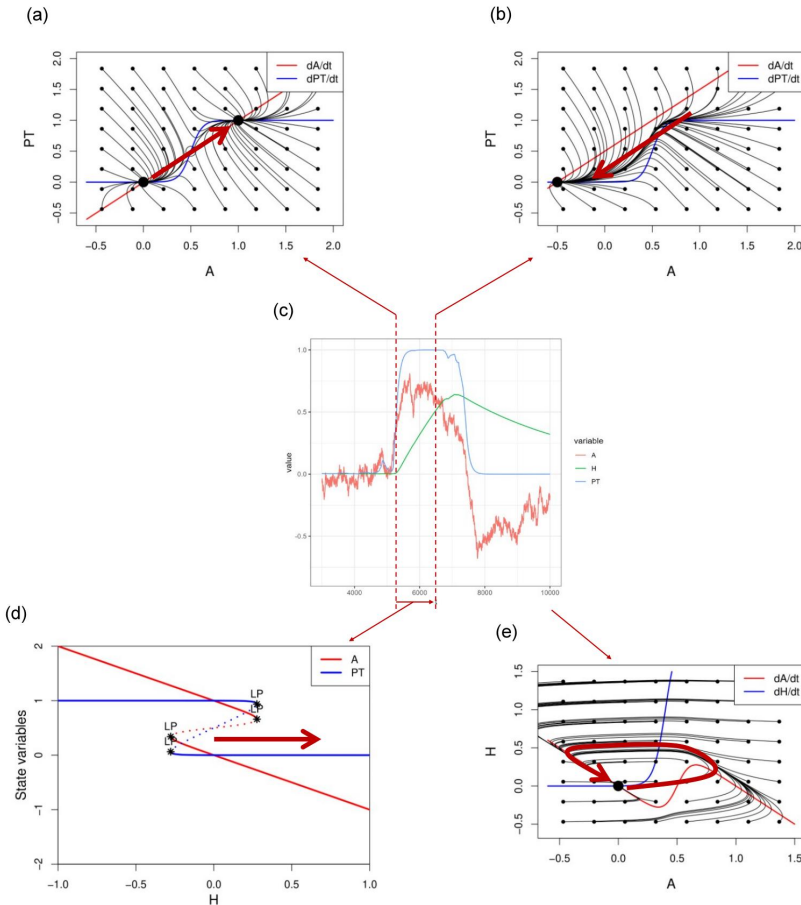 (a)
(b)
2.0
1.5
1.0
0.5
0.0
−0.5
PT
dA/dt
dPT/dt
−0.5 0.0 0.5 1.0 1.5 2.0
A
2.0
1.5
1.0
0.5
0.0
−0.5
PT
dA/dt
dPT/dt
−0.5 0.0 0.5 1.0 1.5 2.0
A
(c)
1.0
0.5
0.0
-0.5
value
variable
A
H
PT
4000 6000 8000 10000
(d)
2
1
0
−1
−2
State variables
A
PT
LP
LP
LP
LP
−1.0 −0.5 0.0 0.5 1.0
H
(e)
1.5
1.0
0.5
0.0
−0.5
H
dA/dt
dH/dt
−0.5 0.0 0.5 1.0 1.5
A